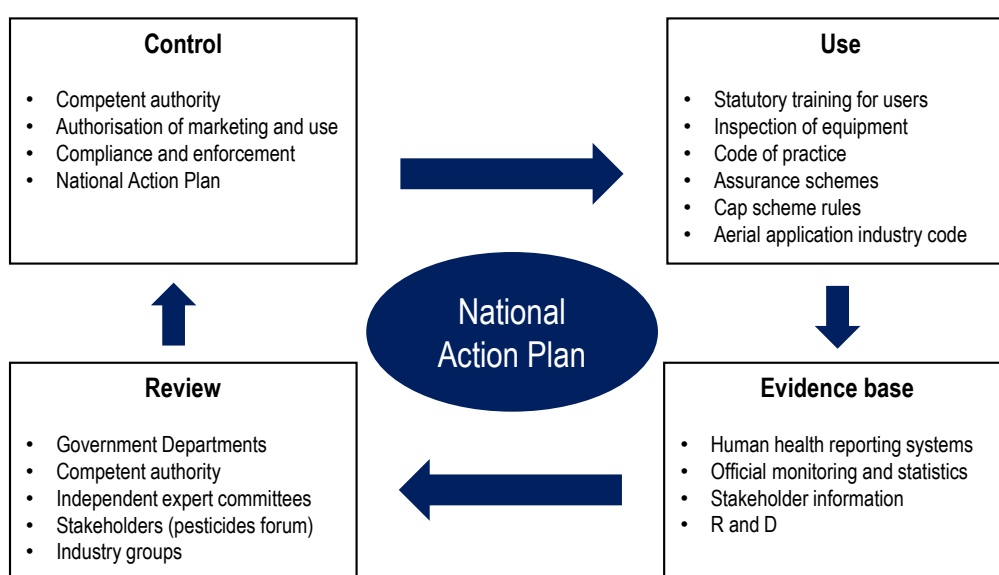 Control
• Competent authority
• Authorisation of marketing and use
• Compliance and enforcement
• National Action Plan
Use
• Statutory training for users
• Inspection of equipment
• Code of practice
• Assurance schemes
• Cap scheme rules
• Aerial application industry code
National
Action Plan
Review
• Government Departments
• Competent authority
• Independent expert committees
• Stakeholders (pesticides forum)
• Industry groups
Evidence base
• Human health reporting systems
• Official monitoring and statistics
• Stakeholder information
• R and D